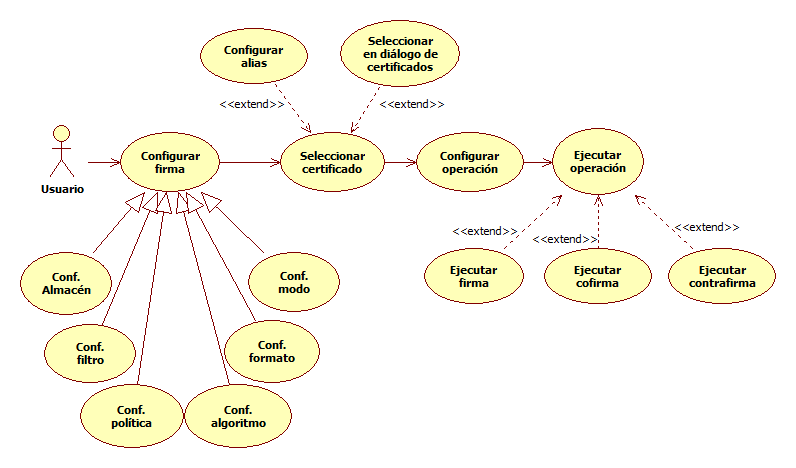 Configurar
alias
Seleccionar
en diálogo de
certificados
<<extend>>
<<extend>>
Usuario
Configurar
firma
Seleccionar
certificado
Configurar
operación
Ejecutar
operación
<<extend>>
<<extend>>
<<extend>>
Conf.
Almacén
Conf.
modo
Ejecutar
firma
Ejecutar
cofirma
Ejecutar
contrafirma
Conf.
filtro
Conf.
formato
Conf.
política
Conf.
algoritmo